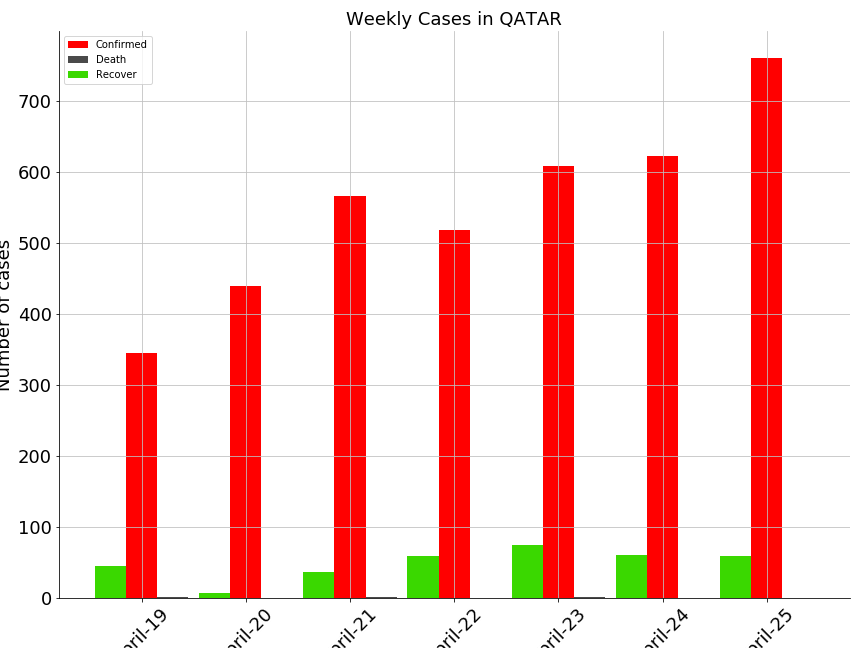 Weekly Cases in QATAR
Confirmed
Death
Recover
Number of cases
700
600
500
400
300
200
100
0
pril-19
pril-20
pril-21
pril-22
pril-23
pril-24
pril-25